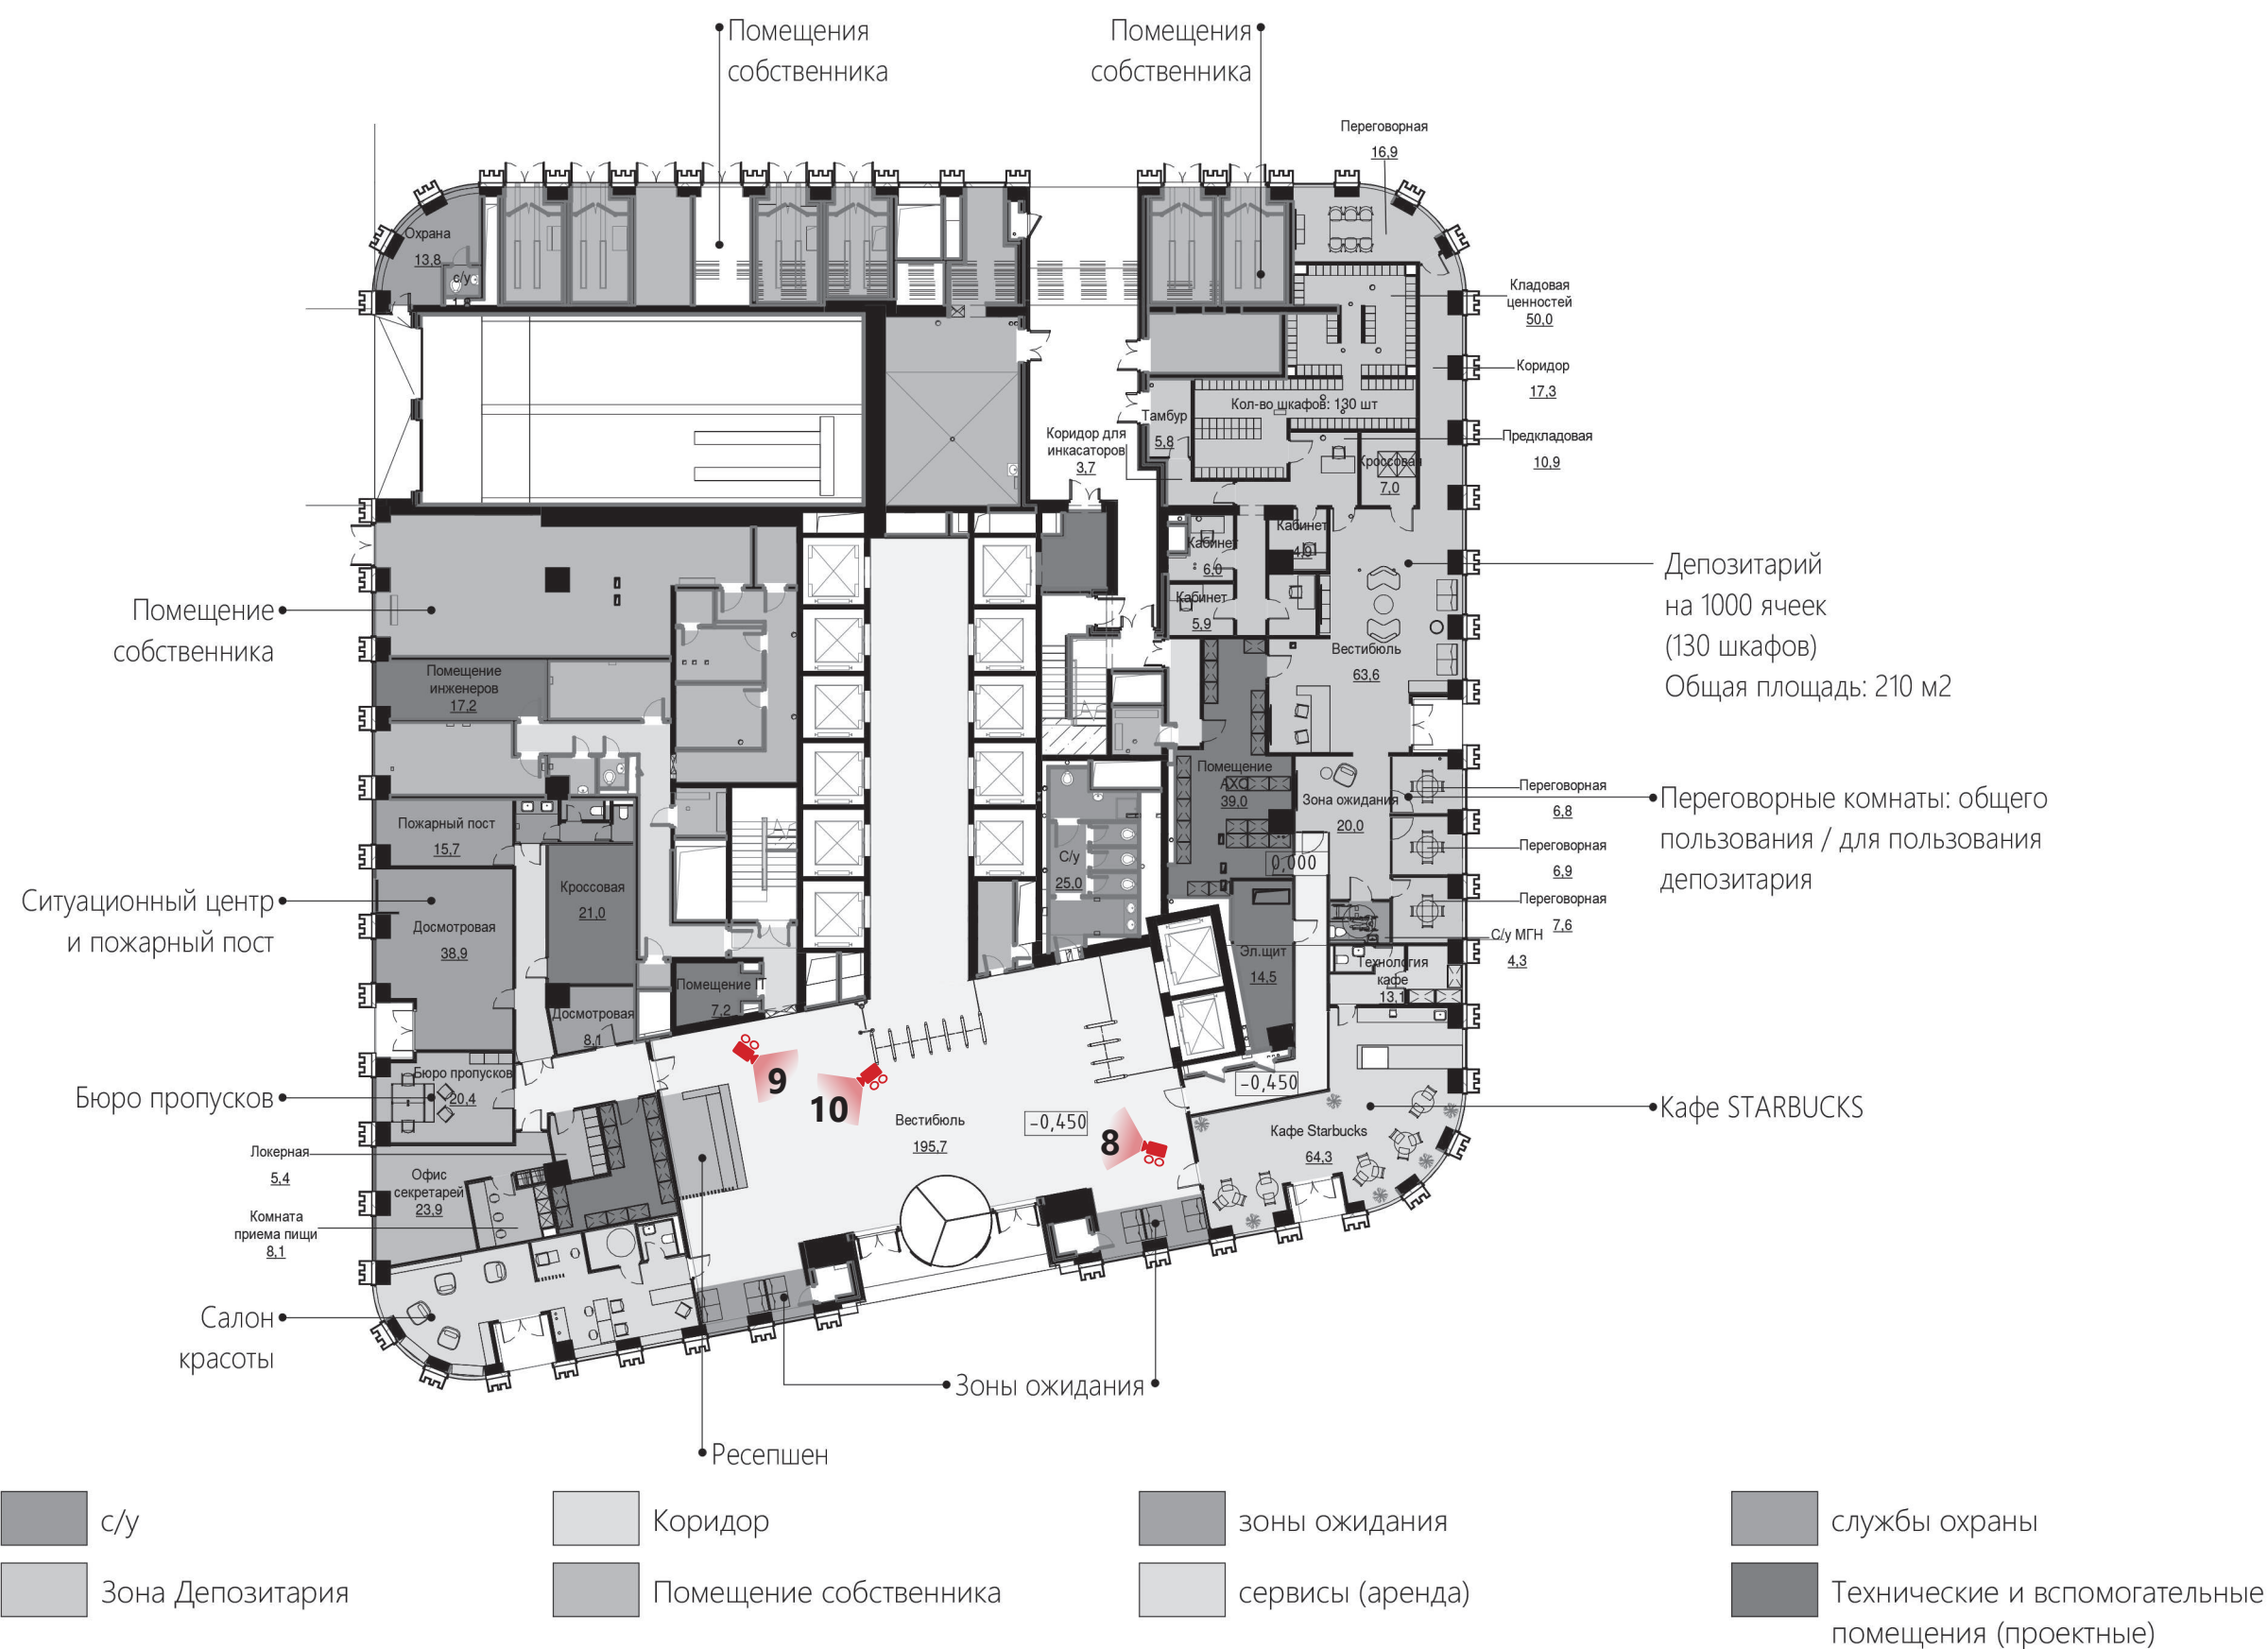 Помещения
собственника
Помещения
собственника
Переговорная
16,9
Охрана
13,8
с/у
Кладовая
ценностей
50,0
Коридор
17,3
Кол-во шкафов: 130 шт
Тамбур
5,8
Коридор для
инкасаторов
3,7
Предкладовая
10,9
Кроссовая
7,0
Кабинет
4,9
Кабинет
6,0
Кабинет
5,9
Депозитарий
на 1000 ячеек
(130 шкафов)
Общая площадь: 210 м2
Помещение
собственника
Вестибюль
63,6
Помещение
инженеров
17,2
Помещение
АХО
39,0
Зона ожидания
20,0
0,000
Переговорная
6,8
Переговорная
6,9
Переговорная
7,6
Переговорные комнаты: общего
пользования / для пользования
депозитария
Пожарный пост
15,7
Кроссовая
21,0
С/у
25,0
Ситуационный центр
и пожарный пост
Досмотровая
38,9
С/у МГН
4,3
Эл.щит
14,5
Технология
кафе
13,1
Помещение IT
7,2
Досмотровая
8,1
Бюро пропусков
Бюро пропусков
20,4
9
10
8
Вестибюль
195,7
-0,450
-0,450
Кафе STARBUCKS
Кафе Starbucks
64,3
Локерная
5,4
Офис
секретарей
23,9
Комната
приема пищи
8,1
Салон
красоты
Зоны ожидания
Ресепшен
с/у
Коридор
зоны ожидания
службы охраны
Зона Депозитария
Помещение собственника
сервисы (аренда)
Технические и вспомогательные
помещения (проектные)